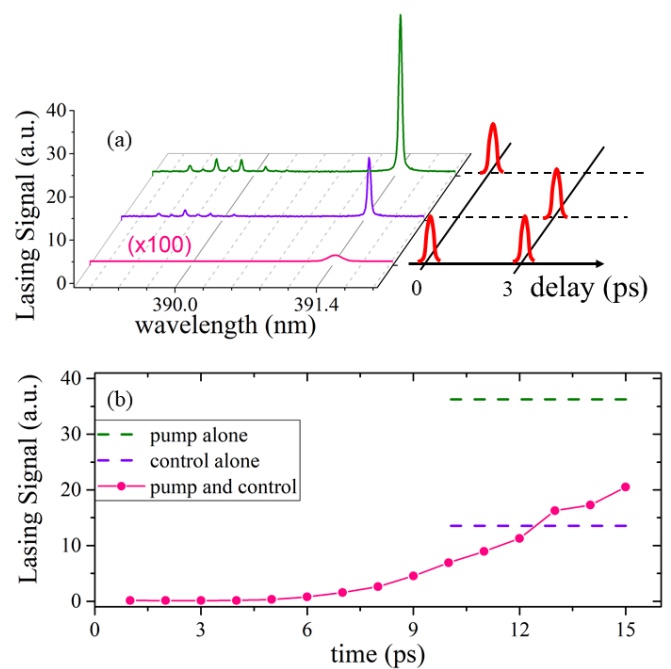 (a)
Lasing Signal (a.u.)
40
30
20
10
0
(x100)
390.0
391.4
wavelength (nm)
0
3
delay (ps)
(b)
Lasing Signal (a.u.)
40
30
20
10
0
pump alone
control alone
pump and control
0
3
6
9
12
15
time (ps)